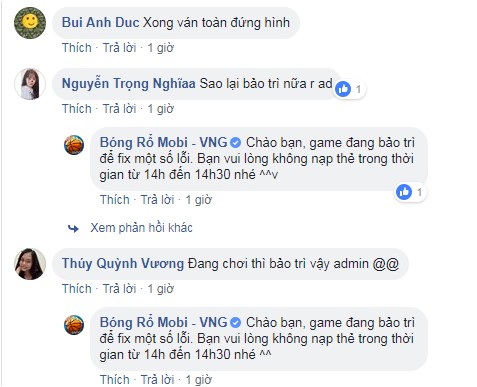 Bui Anh Duc Xong ván toàn đứng hình
Thích · Trả lời · 1 giờ
Nguyễn Trọng Nghĩaa Sao lại bảo trì nữa r ad
1
Thích · Trả lời · 1 giờ
Bóng Rổ Mobi - VNG Chào bạn, game đang bảo trì
để fix một số lỗi. Bạn vui lòng không nạp thẻ trong thời
gian từ 14h đến 14h30 nhé ^^v
1
Thích · Trả lời · 1 giờ
Xem phản hồi khác
Thúy Quỳnh Vương Đang chơi thì bảo trì vậy admin @@
Thích · Trả lời · 1 giờ
Bóng Rổ Mobi - VNG Chào bạn, game đang bảo trì
để fix một số lỗi. Bạn vui lòng không nạp thẻ trong thời
gian từ 14h đến 14h30 nhé ^^
Thích · Trả lời · 1 giờ